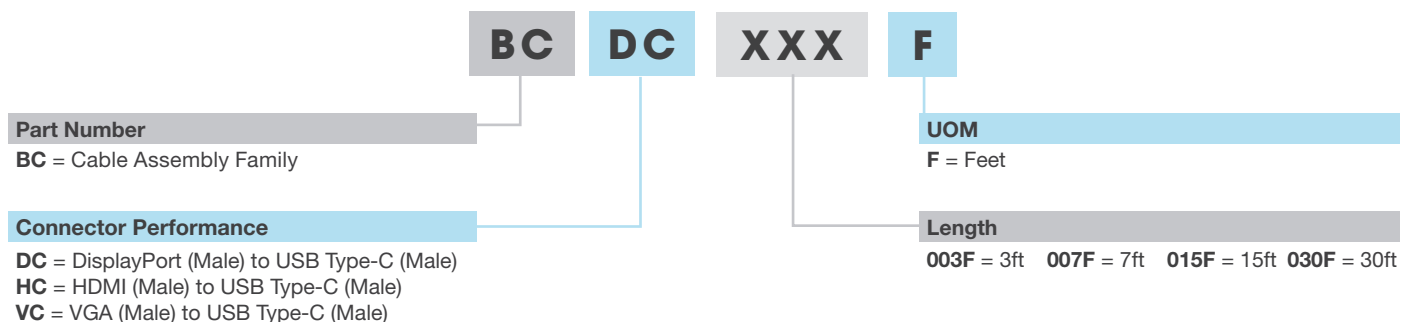 BC DC XXX F
Part Number
BC = Cable Assembly Family
UOM
F = Feet
Connector Performance
DC = DisplayPort (Male) to USB Type-C (Male)
HC = HDMI (Male) to USB Type-C (Male)
VC = VGA (Male) to USB Type-C (Male)
Length
003F = 3ft 007F = 7ft 015F = 15ft 030F = 30ft